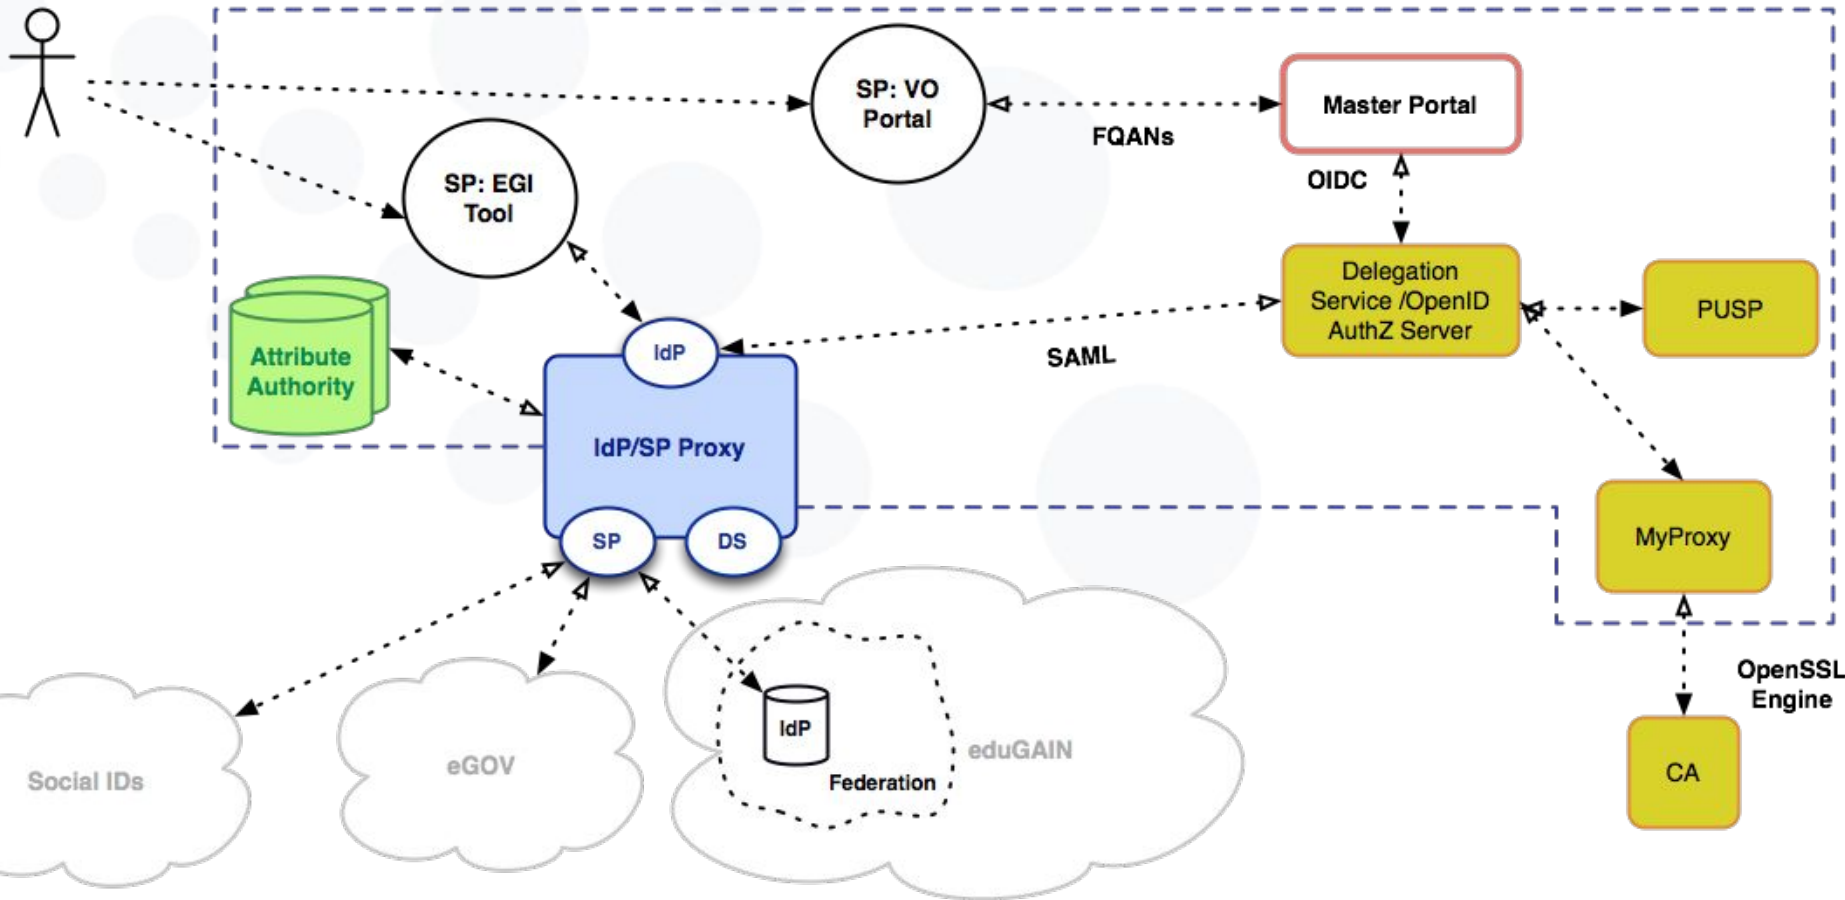 SP: VO
Portal
Master Portal
FQANs
OIDC
SP: EGI
Tool
Delegation
Service /OpenID
AuthZ Server
PUSP
IdP
SAML
Attribute
Authority
IdP/SP Proxy
SP
DS
MyProxy
OpenSSL
Engine
IdP
Federation
eduGAIN
eGOV
Social IDs
CA